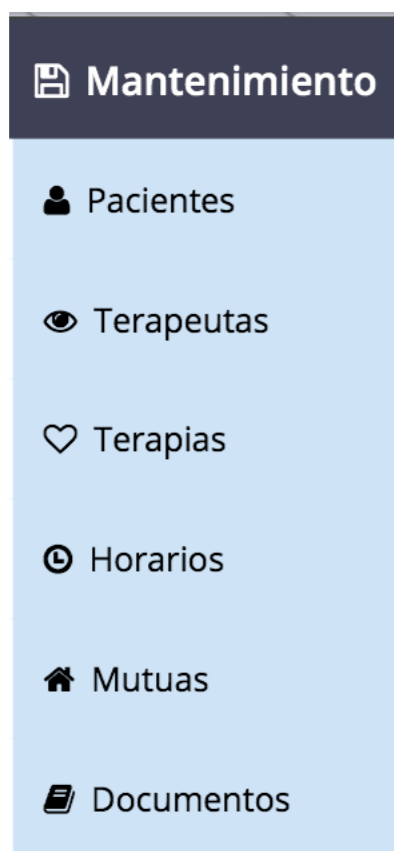 Mantenimiento
Pacientes
Terapeutas
Terapias
Horarios
Mutuas
Documentos